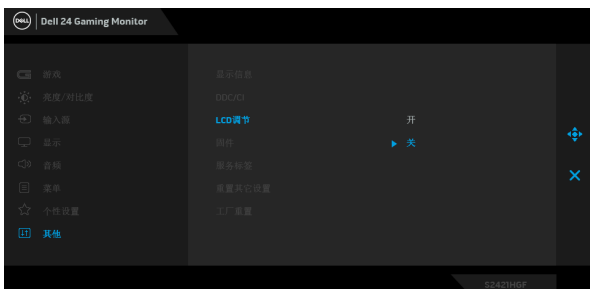 DELL Dell 24 Gaming Monitor
游戏 显示信息
亮度/对比度 DDC/CI
输入源 LCD调节 开
显示 固件 关
音频 服务标签
菜单 重置其它设置
个性设置 工厂重置
其他
S2421HGF